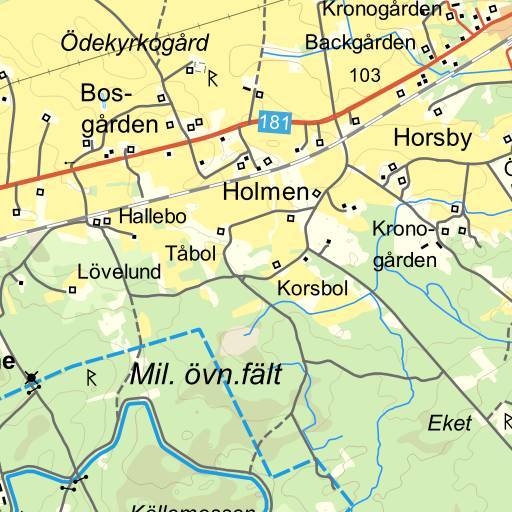 Kronogården
Ödekyrkogård
Backgården
R
103
Bos-
gården
181
Horsby
Holmen
Hallebo
Krono-
gården
Tåbol
Lövelund
Korsbol
R
Mil. övn.fält
Eket
R